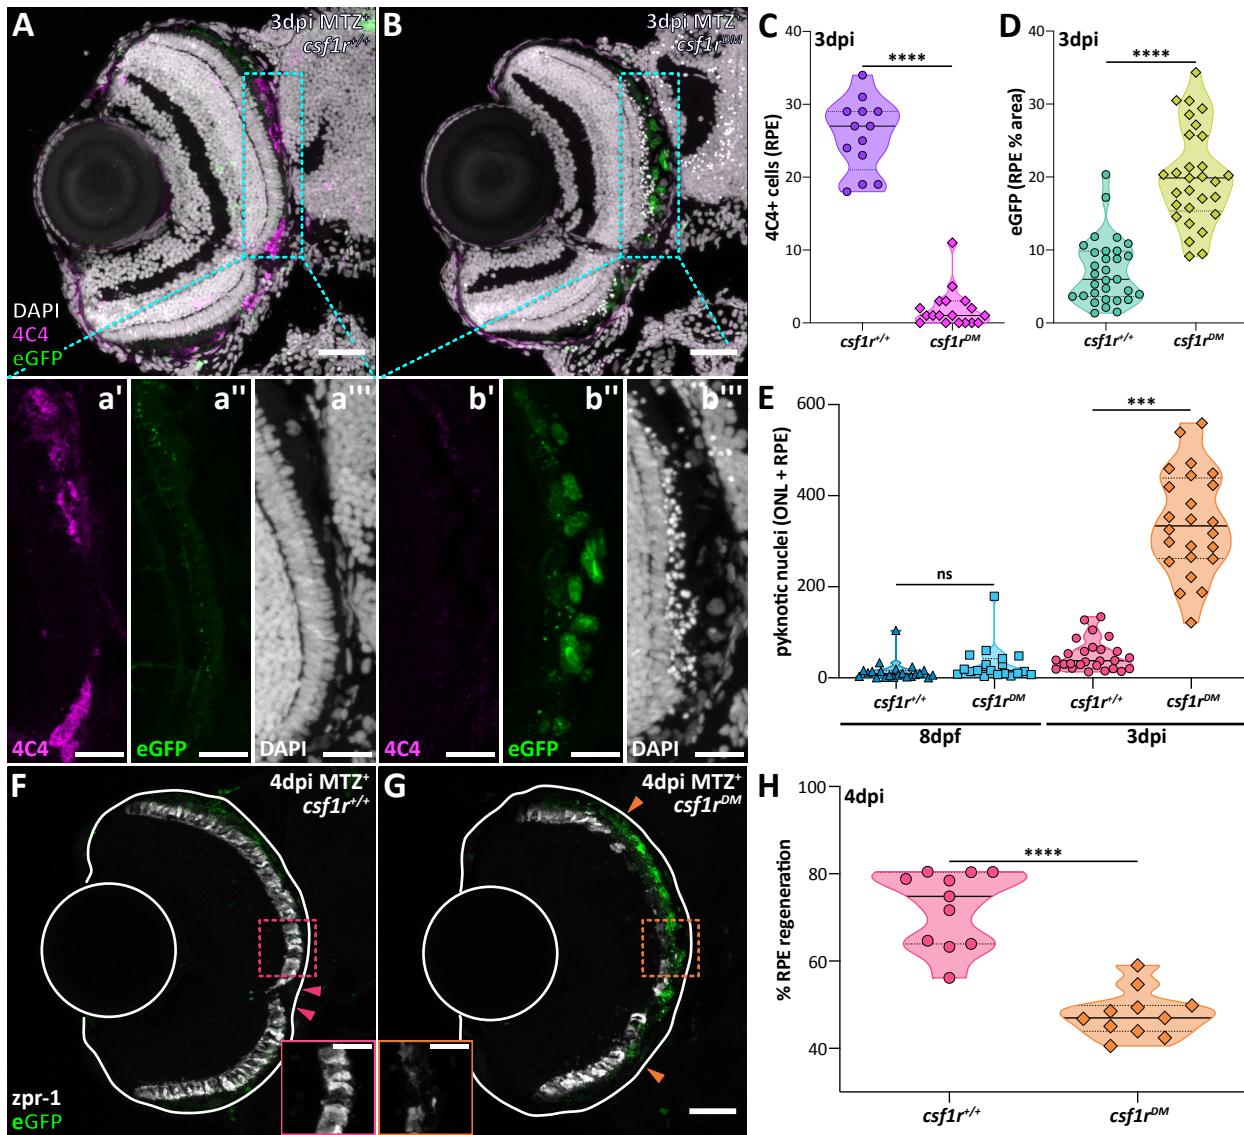 A
3dpi MTZ+
csf1r+/+
DAPI
4C4
eGFP
B
3dpi MTZ+
csf1rDM
a'
4C4
a''
eGFP
a'''
DAPI
b'
4C4
b''
eGFP
b'''
DAPI
C
3dpi
****
4C4+ cells (RPE)
40
30
20
10
0
csf1r+/+
csf1rDM
D
3dpi
****
eGFP (RPE % area)
40
30
20
10
0
csf1r+/+
csf1rDM
E
pyknotic nuclei (ONL + RPE)
600
400
200
0
ns
***
csf1r+/+
csf1rDM
csf1r+/+
csf1rDM
8dpf
3dpi
F
4dpi MTZ+
csf1r+/+
zpr-1
eGFP
G
4dpi MTZ+
csf1rDM
H
4dpi
****
% RPE regeneration
100
80
60
40
csf1r+/+
csf1rDM